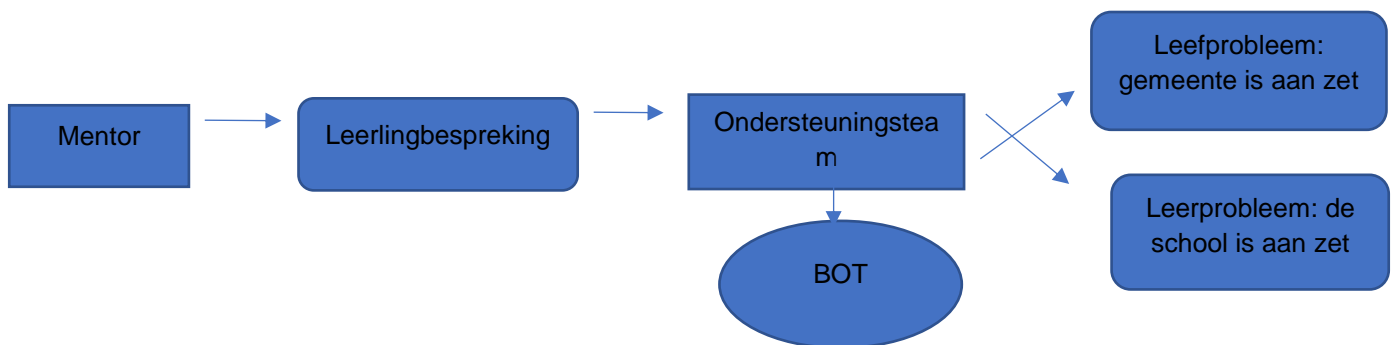 Mentor
Leerlingbespreking
Ondersteuningstea
m
BOT
Leefprobleem:
gemeente is aan zet
Leerprobleem: de
school is aan zet